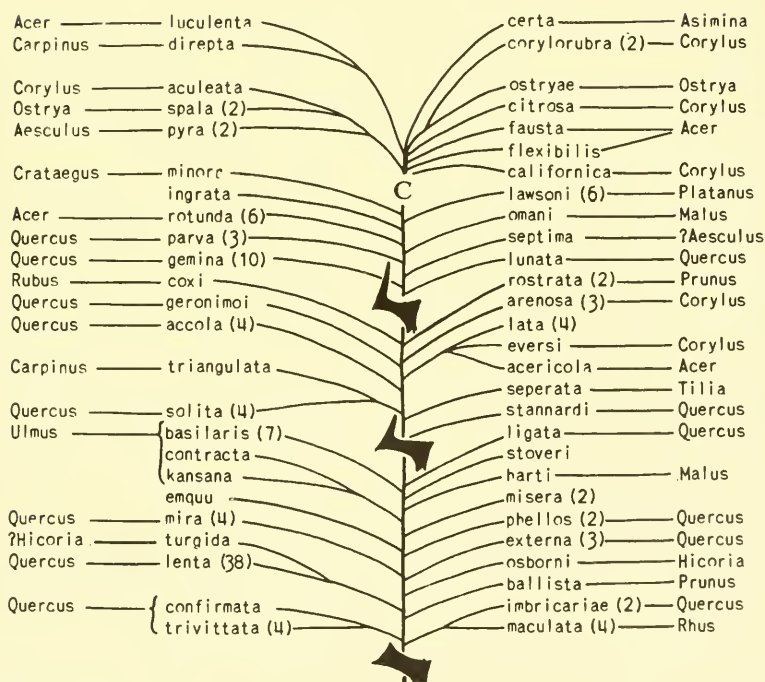 Acer luculenta
Carpinus direpta
Corylus aculeata
Ostrya spala (2)
Aesculus pyra (2)
Crataegus minore
ingrata
Acer rotunda (6)
Quercus parva (3)
Quercus gemina (10)
Rubus coxi
Quercus geronimoi
Quercus accola (4)
Carpinus triangulata
Quercus solita (4)
Ulmus basilaris (7)
contracta
kansana
emquu
Quercus mira (4)
?Hicoria turgida
Quercus lenta (38)
Quercus confirmata
trivittata (4)
C
certa Asimina
corylorubra (2) Corylus
ostryae Ostrya
citrosa Corylus
fausta Acer
flexibilis
californica Corylus
lawsoni (6) Platanus
omani Malus
septima ?Aesculus
lunata Quercus
rostrata (2) Prunus
arenosa (3) Corylus
lata (4)
eversi Corylus
acericola Acer
seperata Tilia
stannardi Quercus
ligata Quercus
stoveri
harti Malus
misera (2)
phellos (2) Quercus
externa (3) Quercus
osborni Hicoria
ballista Prunus
imbricariae (2) Quercus
maculata (4) Rhus